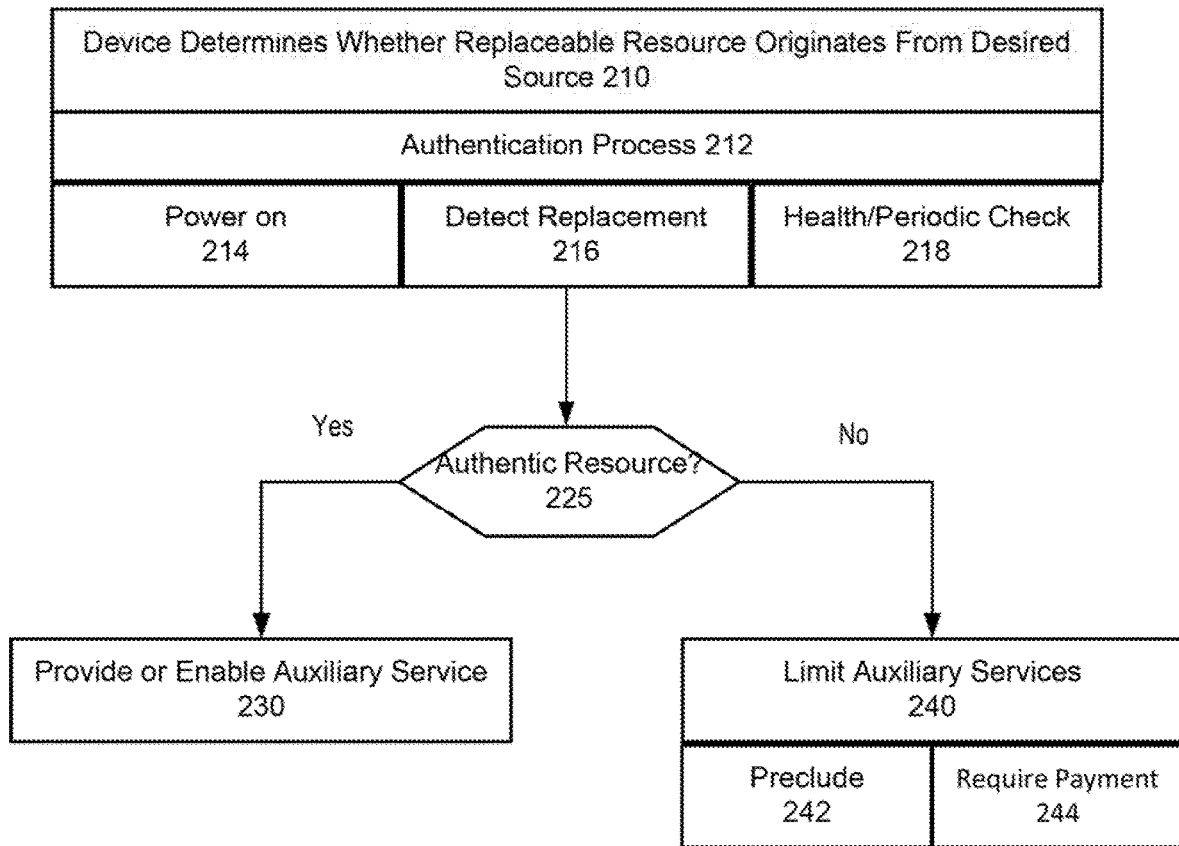 Device Determines Whether Replaceable Resource Originates From Desired
Source 210
Authentication Process 212
Power on
214
Detect Replacement
216
Health/Periodic Check
218
Yes
No
Authentic Resource?
225
Provide or Enable Auxiliary Service
230
Limit Auxiliary Services
240
Preclude
242
Require Payment
244